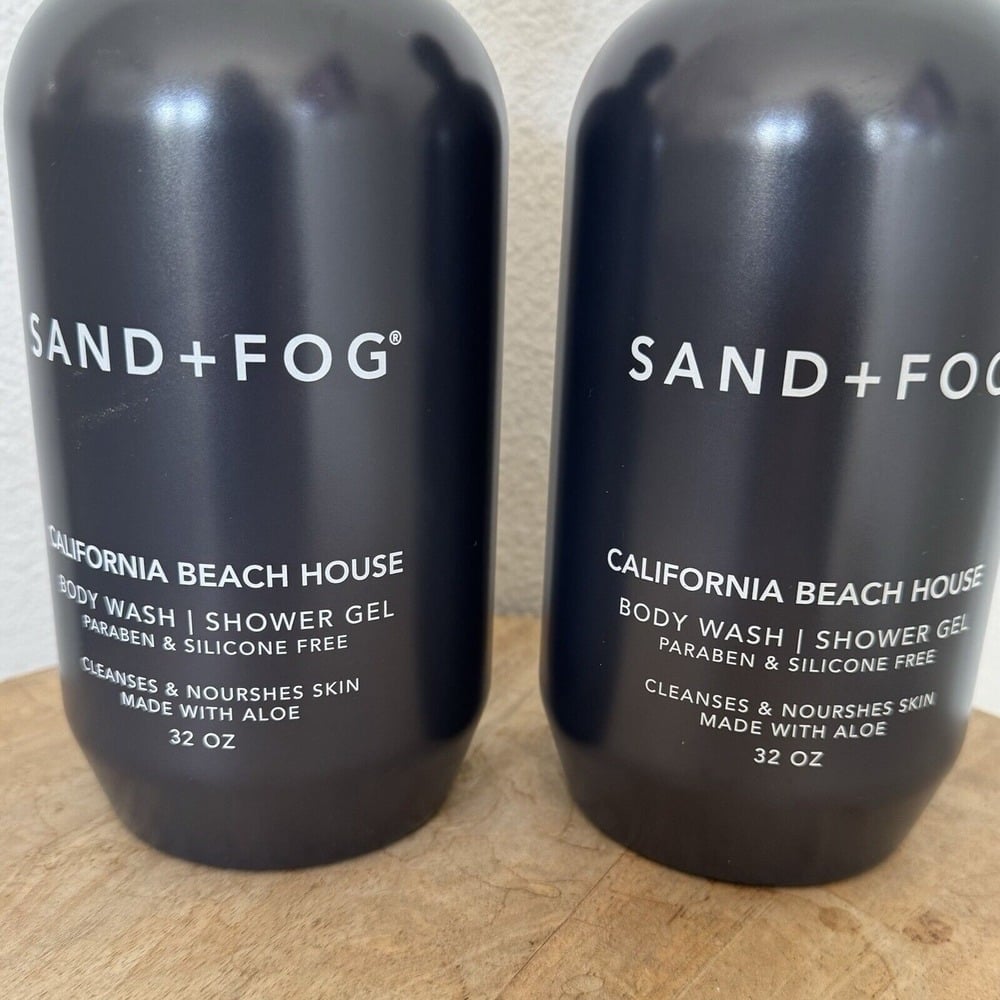 SAND+FOG®
CALIFORNIA BEACH HOUSE
BODY WASH | SHOWER GEL
PARABEN & SILICONE FREE
CLEANSES & NOURSHES SKIN
MADE WITH ALOE
32 OZ
SAND+FOG
CALIFORNIA BEACH HOUSE
BODY WASH | SHOWER GEL
PARABEN & SILICONE FREE
CLEANSES & NOURSHES SKIN
MADE WITH ALOE
32 OZ